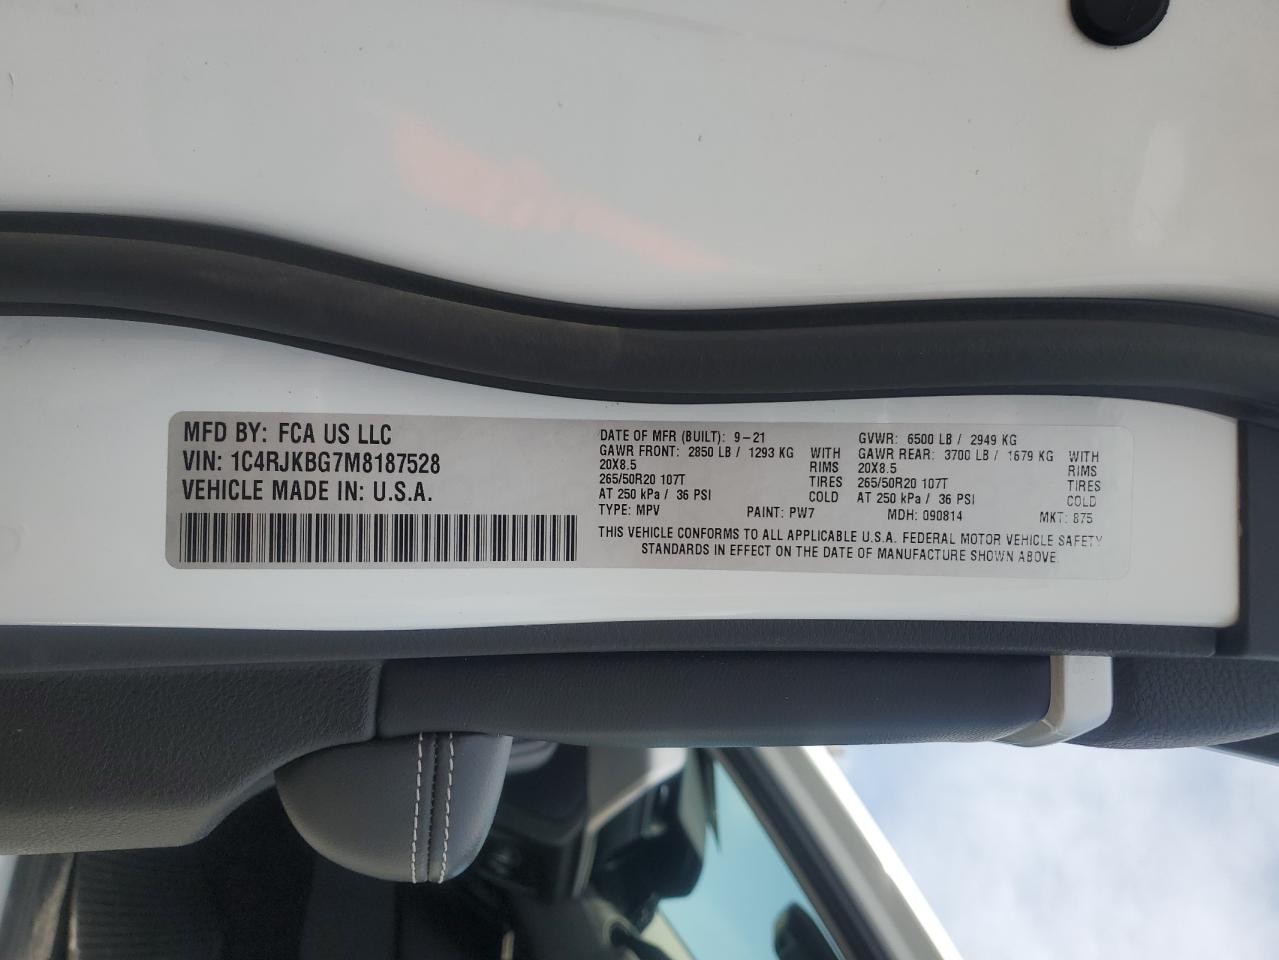 MFD BY: FCA US LLC
VIN: 1C4RJKBG7M8187528
VEHICLE MADE IN: U.S.A.
DATE OF MFR (BUILT): 9-21
GAWR FRONT: 2850 LB / 1293 KG WITH
20X8.5 RIMS
265/50R20 107T TIRES
AT 250 kPa / 36 PSI COLD
TYPE: MPV PAINT: PW7
GVWR: 6500 LB / 2949 KG
GAWR REAR: 3700 LB / 1679 KG WITH
20X8.5 RIMS
265/50R20 107T TIRES
AT 250 kPa / 36 PSI COLD
MDH: 090814 MKT: 875
THIS VEHICLE CONFORMS TO ALL APPLICABLE U.S.A. FEDERAL MOTOR VEHICLE SAFETY
STANDARDS IN EFFECT ON THE DATE OF MANUFACTURE SHOWN ABOVE.